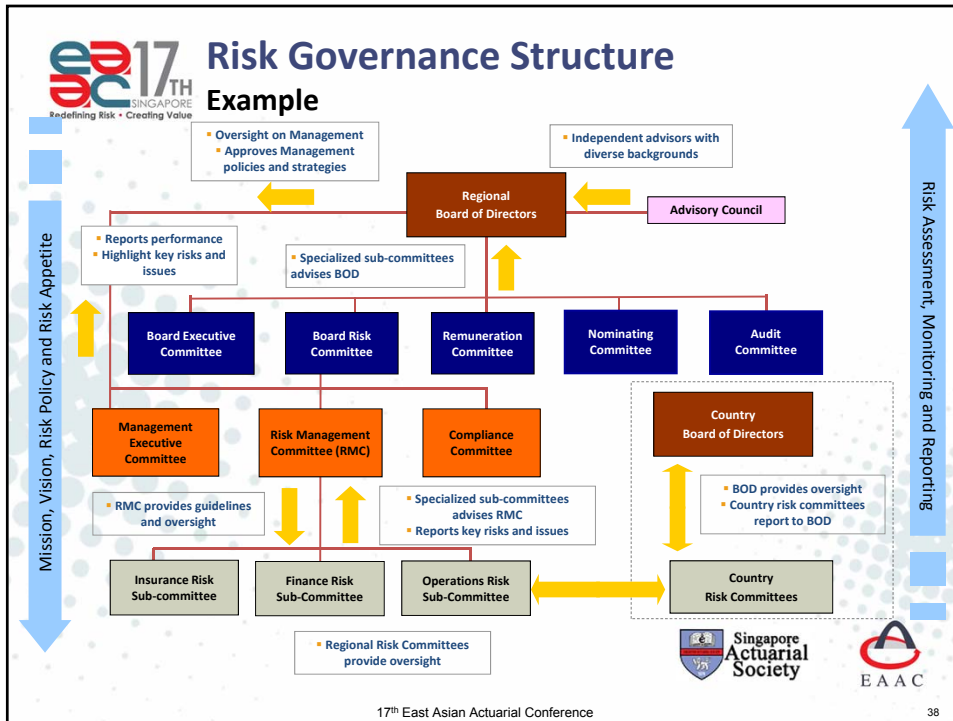 eaac 17TH
SINGAPORE
Redefining Risk • Creating Value
Risk Governance Structure
Example
▪ Oversight on Management
▪ Approves Management
policies and strategies
▪ Independent advisors with
diverse backgrounds
Regional
Board of Directors
Advisory Council
▪ Reports performance
▪ Highlight key risks and
issues
▪ Specialized sub-committees
advises BOD
Board Executive
Committee
Board Risk
Committee
Remuneration
Committee
Nominating
Committee
Audit
Committee
Management
Executive
Committee
Risk Management
Committee (RMC)
Compliance
Committee
Country
Board of Directors
▪ RMC provides guidelines
and oversight
▪ Specialized sub-committees
advises RMC
▪ Reports key risks and issues
▪ BOD provides oversight
▪ Country risk committees
report to BOD
Insurance Risk
Sub-committee
Finance Risk
Sub-Committee
Operations Risk
Sub-Committee
Country
Risk Committees
▪ Regional Risk Committees
provide oversight
Mission, Vision, Risk Policy and Risk Appetite
Risk Assessment, Monitoring and Reporting
Singapore
Actuarial
Society
EAAC
17th East Asian Actuarial Conference
38